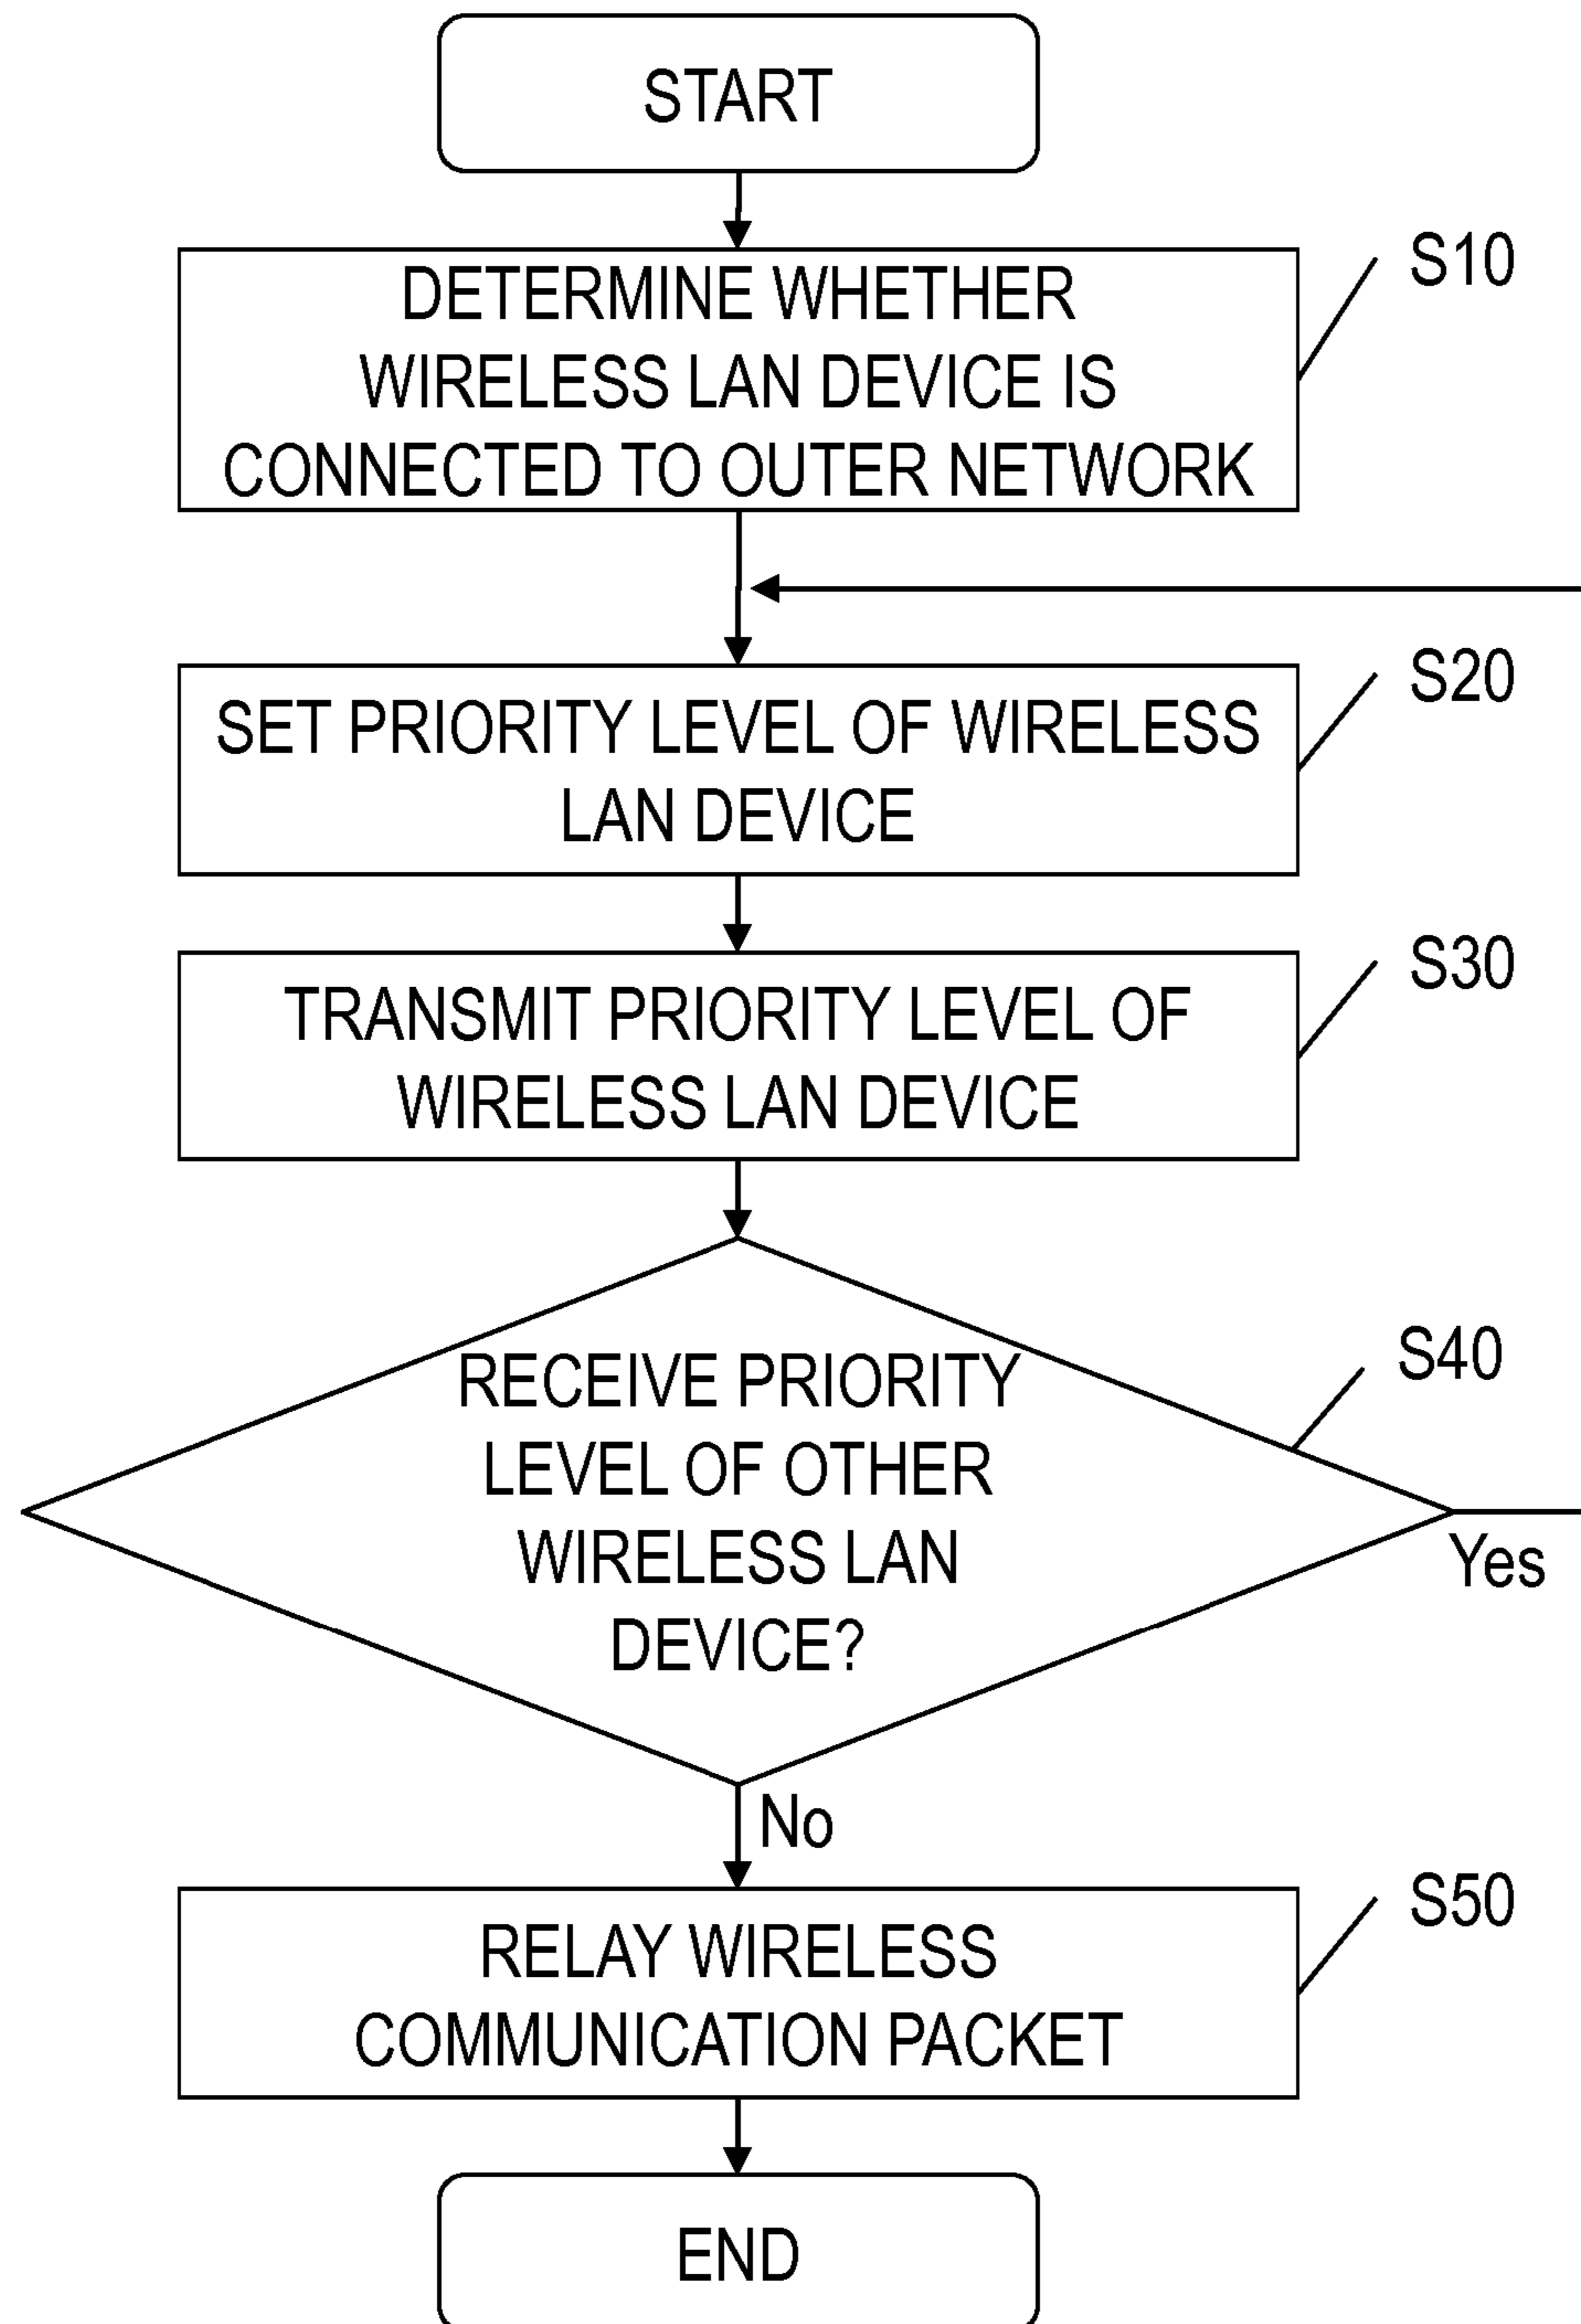 START
DETERMINE WHETHER
WIRELESS LAN DEVICE IS
CONNECTED TO OUTER NETWORK
S10
SET PRIORITY LEVEL OF WIRELESS
LAN DEVICE
S20
TRANSMIT PRIORITY LEVEL OF
WIRELESS LAN DEVICE
S30
RECEIVE PRIORITY
LEVEL OF OTHER
WIRELESS LAN
DEVICE?
S40
Yes
No
RELAY WIRELESS
COMMUNICATION PACKET
S50
END